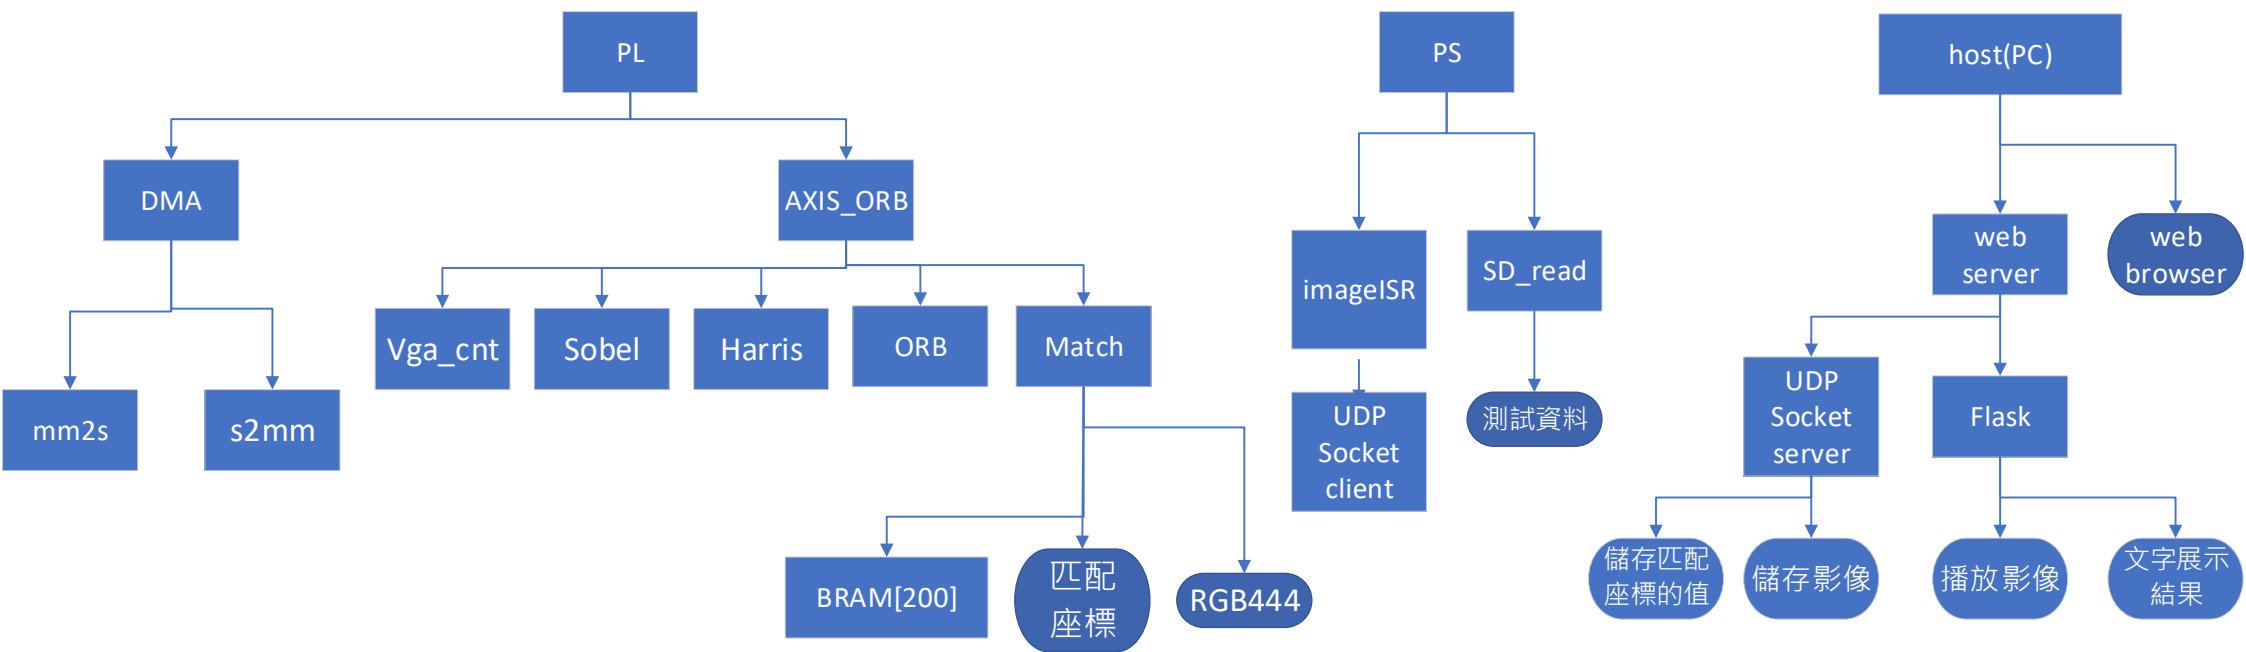 PL
PS
host(PC)
DMA
AXIS_ORB
imageISR
SD_read
web
server
web
browser
Vga_cnt
Sobel
Harris
ORB
Match
mm2s
s2mm
UDP
Socket
client
測試資料
UDP
Socket
server
Flask
BRAM[200]
匹配
座標
RGB444
儲存匹配
座標的值
儲存影像
播放影像
文字展示
結果